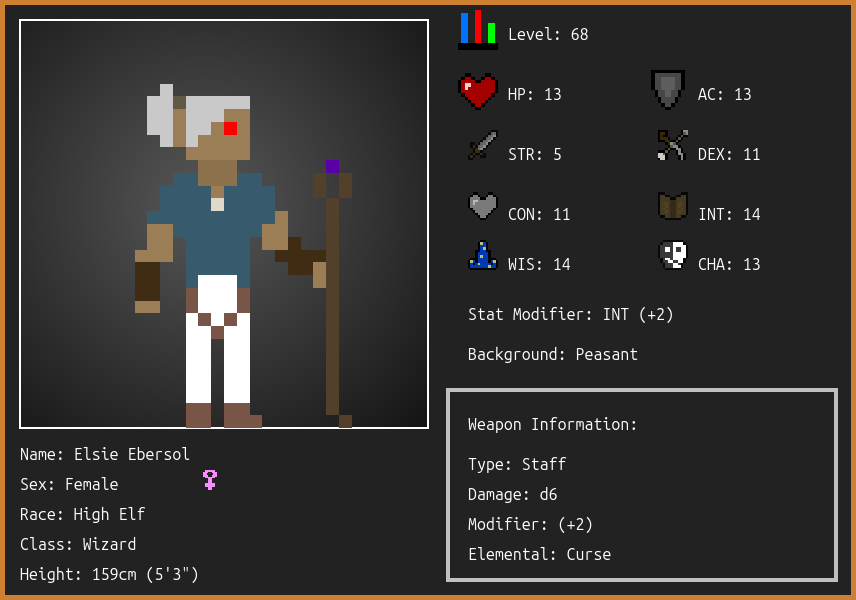 Level: 68
HP: 13
AC: 13
STR: 5
DEX: 11
CON: 11
INT: 14
WIS: 14
CHA: 13
Stat Modifier: INT (+2)
Background: Peasant
Weapon Information:
Type: Staff
Damage: d6
Modifier: (+2)
Elemental: Curse
Name: Elsie Ebersol
Sex: Female
Race: High Elf
Class: Wizard
Height: 159cm (5'3")